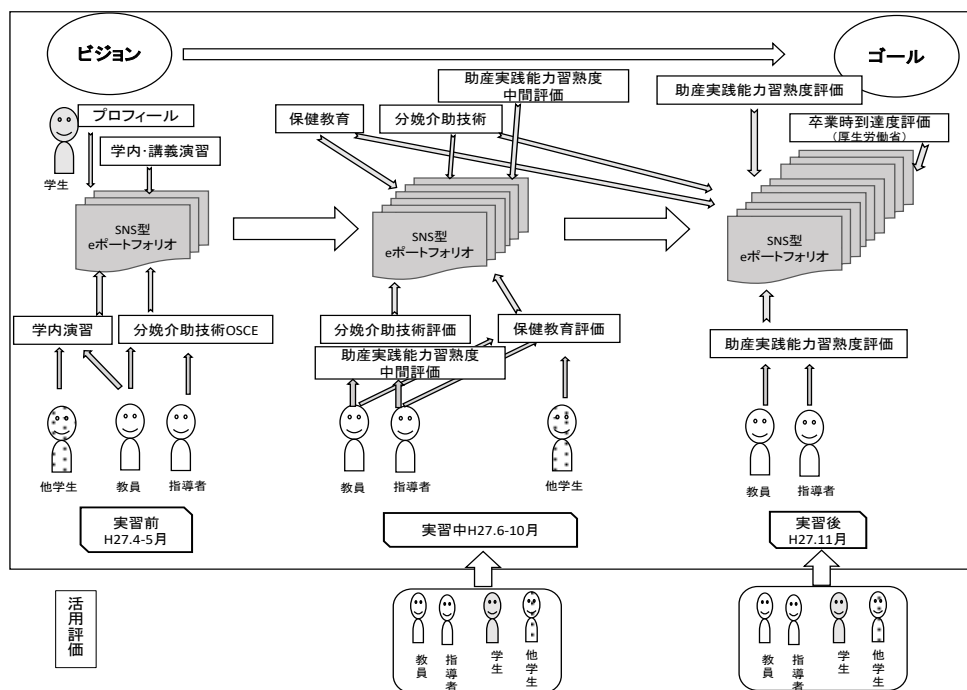 ビジョン
ゴール
助産実践能力習熟度
中間評価
助産実践能力習熟度評価
プロフィール
保健教育
分娩介助技術
卒業時到達度評価
(厚生労働省)
学内・講義演習
学生
SNS型
eポートフォリオ
SNS型
eポートフォリオ
SNS型
eポートフォリオ
学内演習
分娩介助技術OSCE
分娩介助技術評価
保健教育評価
助産実践能力習熟度
中間評価
助産実践能力習熟度評価
他学生
教員
指導者
教員
指導者
他学生
教員
指導者
実習前
H27.4-5月
実習中H27.6-10月
実習後
H27.11月
活用評価
教員
指導者
学生
他学生
教員
指導者
学生
他学生